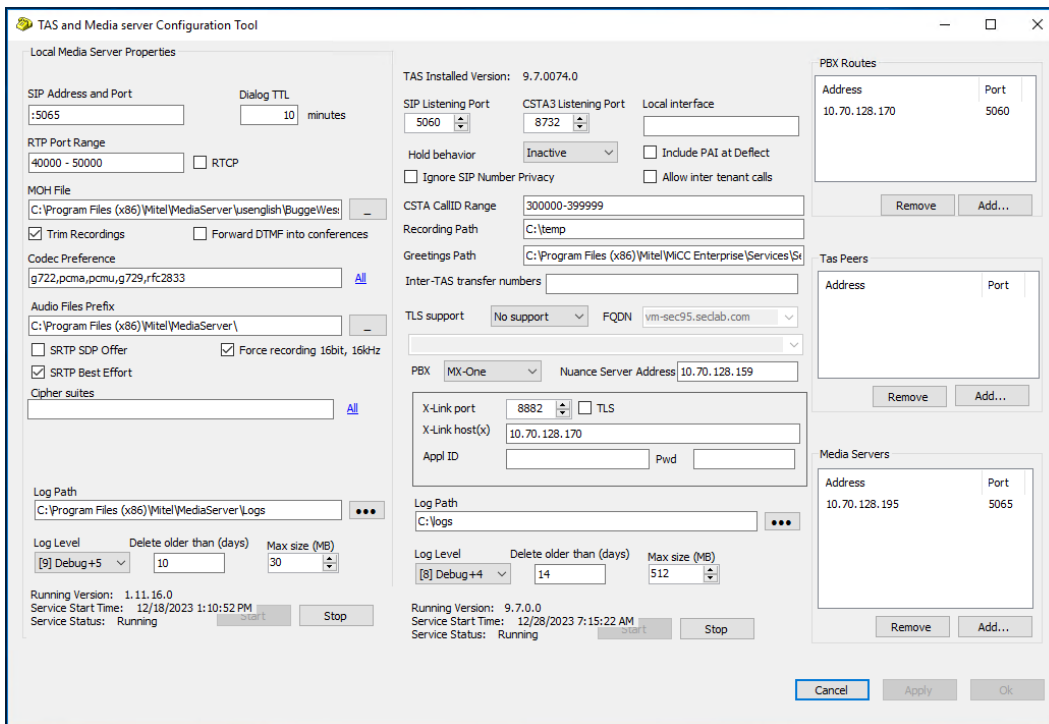 TAS and Media server Configuration Tool
Local Media Server Properties
SIP Address and Port
Dialog TTL
:5065
10 minutes
RTP Port Range
40000 - 50000
RTCP
MOH File
C:\Program Files (x86)\Mitel\MediaServer\usenglish\BuggeWes:
_
Trim Recordings
Forward DTMF into conferences
Codec Preference
g722,pcma,pcmu,g729,rfc2833
All
Audio Files Prefix
C:\Program Files (x86)\Mitel\MediaServer\
_
SRTP SDP Offer
Force recording 16bit, 16kHz
SRTP Best Effort
Cipher suites
All
Log Path
C:\Program Files (x86)\Mitel\MediaServer\Logs
•••
Log Level
Delete older than (days)
Max size (MB)
[9] Debug+5
10
30
Running Version: 1.11.16.0
Service Start Time: 12/18/2023 1:10:52 PM
Service Status: Running
Start
Stop
TAS Installed Version: 9.7.0074.0
SIP Listening Port
CSTA3 Listening Port
Local interface
5060
8732
Hold behavior
Inactive
Include PAI at Deflect
Ignore SIP Number Privacy
Allow inter tenant calls
CSTA CallID Range
300000-399999
Recording Path
C:\temp
Greetings Path
C:\Program Files (x86)\Mitel\MiCC Enterprise\Services\Se
Inter-TAS transfer numbers
TLS support
No support
FQDN
vm-sec95.seclab.com
PBX
MX-One
Nuance Server Address
10.70.128.159
X-Link port
8882
TLS
X-Link host(x)
10.70.128.170
Appl ID
Pwd
Log Path
C:\logs
•••
Log Level
Delete older than (days)
Max size (MB)
[8] Debug+4
14
512
Running Version: 9.7.0.0
Service Start Time: 12/28/2023 7:15:22 AM
Service Status: Running
Start
Stop
PBX Routes
Address
Port
10.70.128.170
5060
Remove
Add...
Tas Peers
Address
Port
Remove
Add...
Media Servers
Address
Port
10.70.128.195
5065
Remove
Add...
Cancel
Apply
Ok